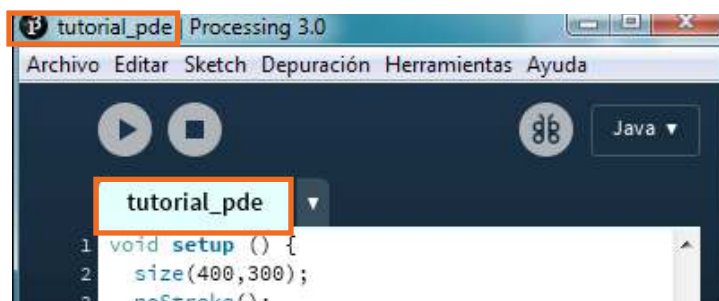 tutorial_pde | Processing 3.0
Archivo Editar Sketch Depuración Herramientas Ayuda
Java ▾
tutorial_pde ▾
1 void setup () {
2 size(400,300);